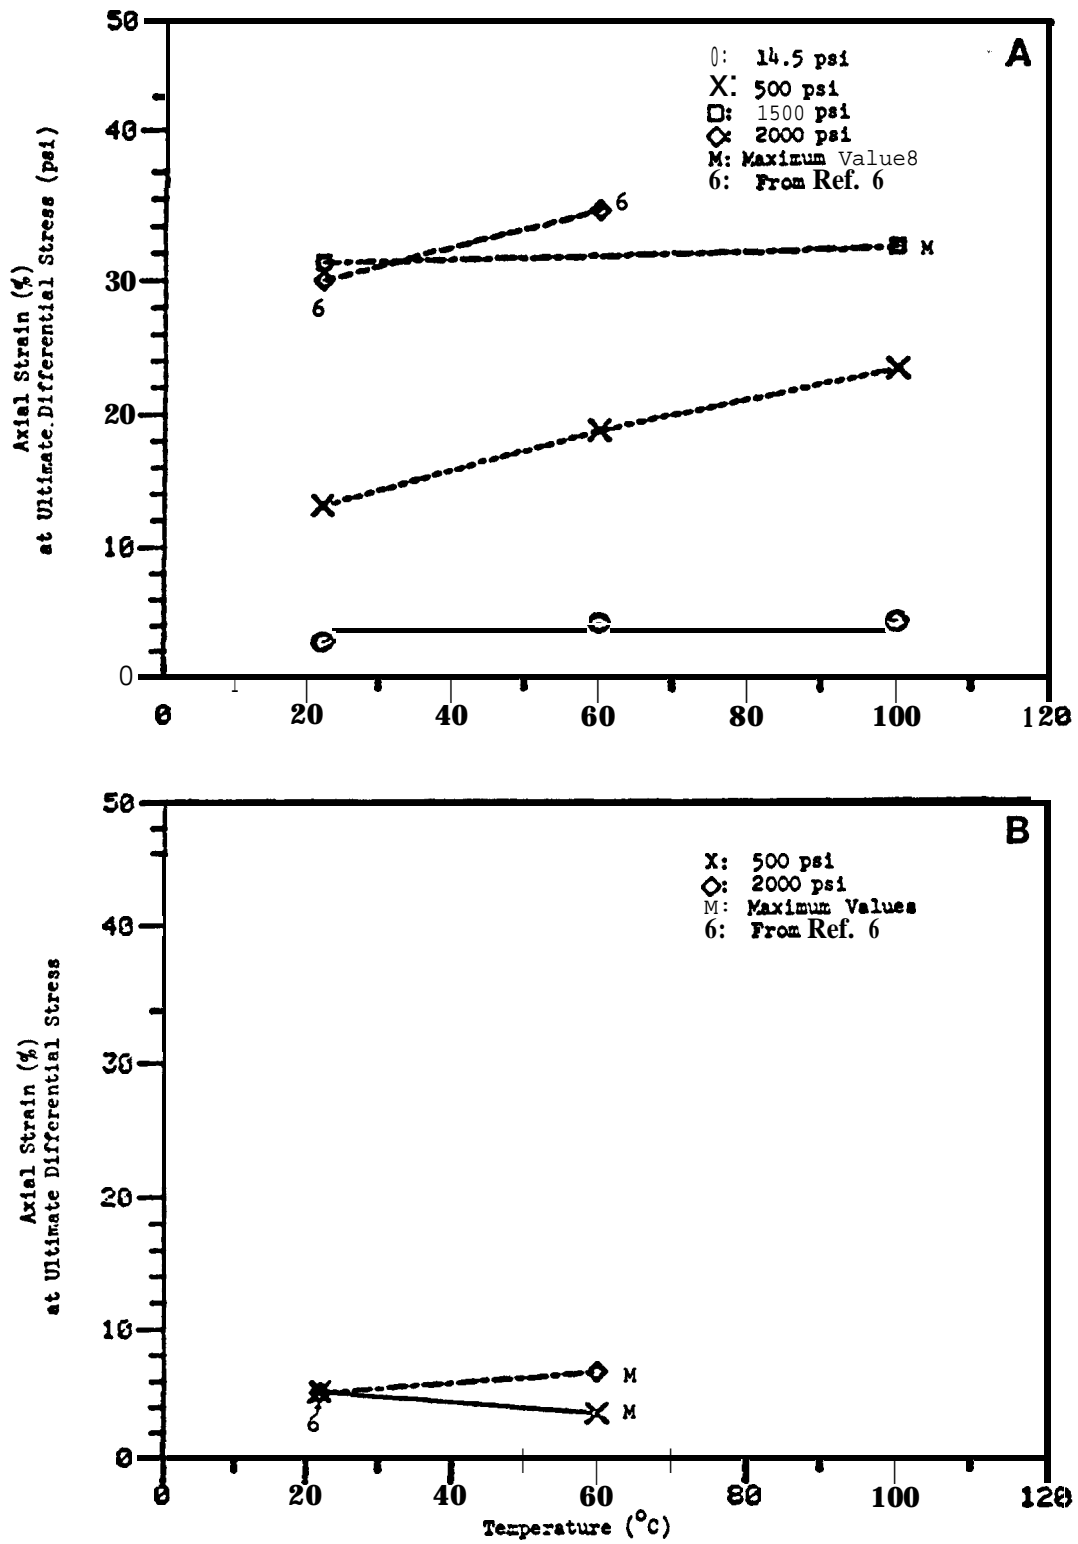 A
0: 14.5 psi
X: 500 psi
□: 1500 psi
◇: 2000 psi
M: Maximum Value8
6: From Ref. 6
50
40
30
20
10
0
Axial Strain (%)
at Ultimate Differential Stress (psi)
6
6
M
0 20 40 60 80 100 120
B
X: 500 psi
◇: 2000 psi
M: Maximum Values
6: From Ref. 6
50
40
30
20
10
0
Axial Strain (%)
at Ultimate Differential Stress
M
M
6
0 20 40 60 80 100 120
Temperature (°C)